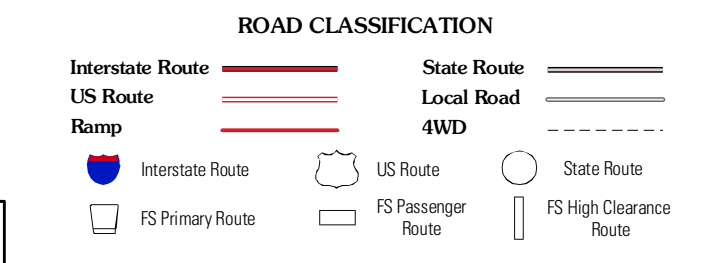 ROAD CLASSIFICATION
Interstate Route
State Route
US Route
Local Road
Ramp
4WD
Interstate Route
US Route
State Route
FS Primary Route
FS Passenger
Route
FS High Clearance
Route